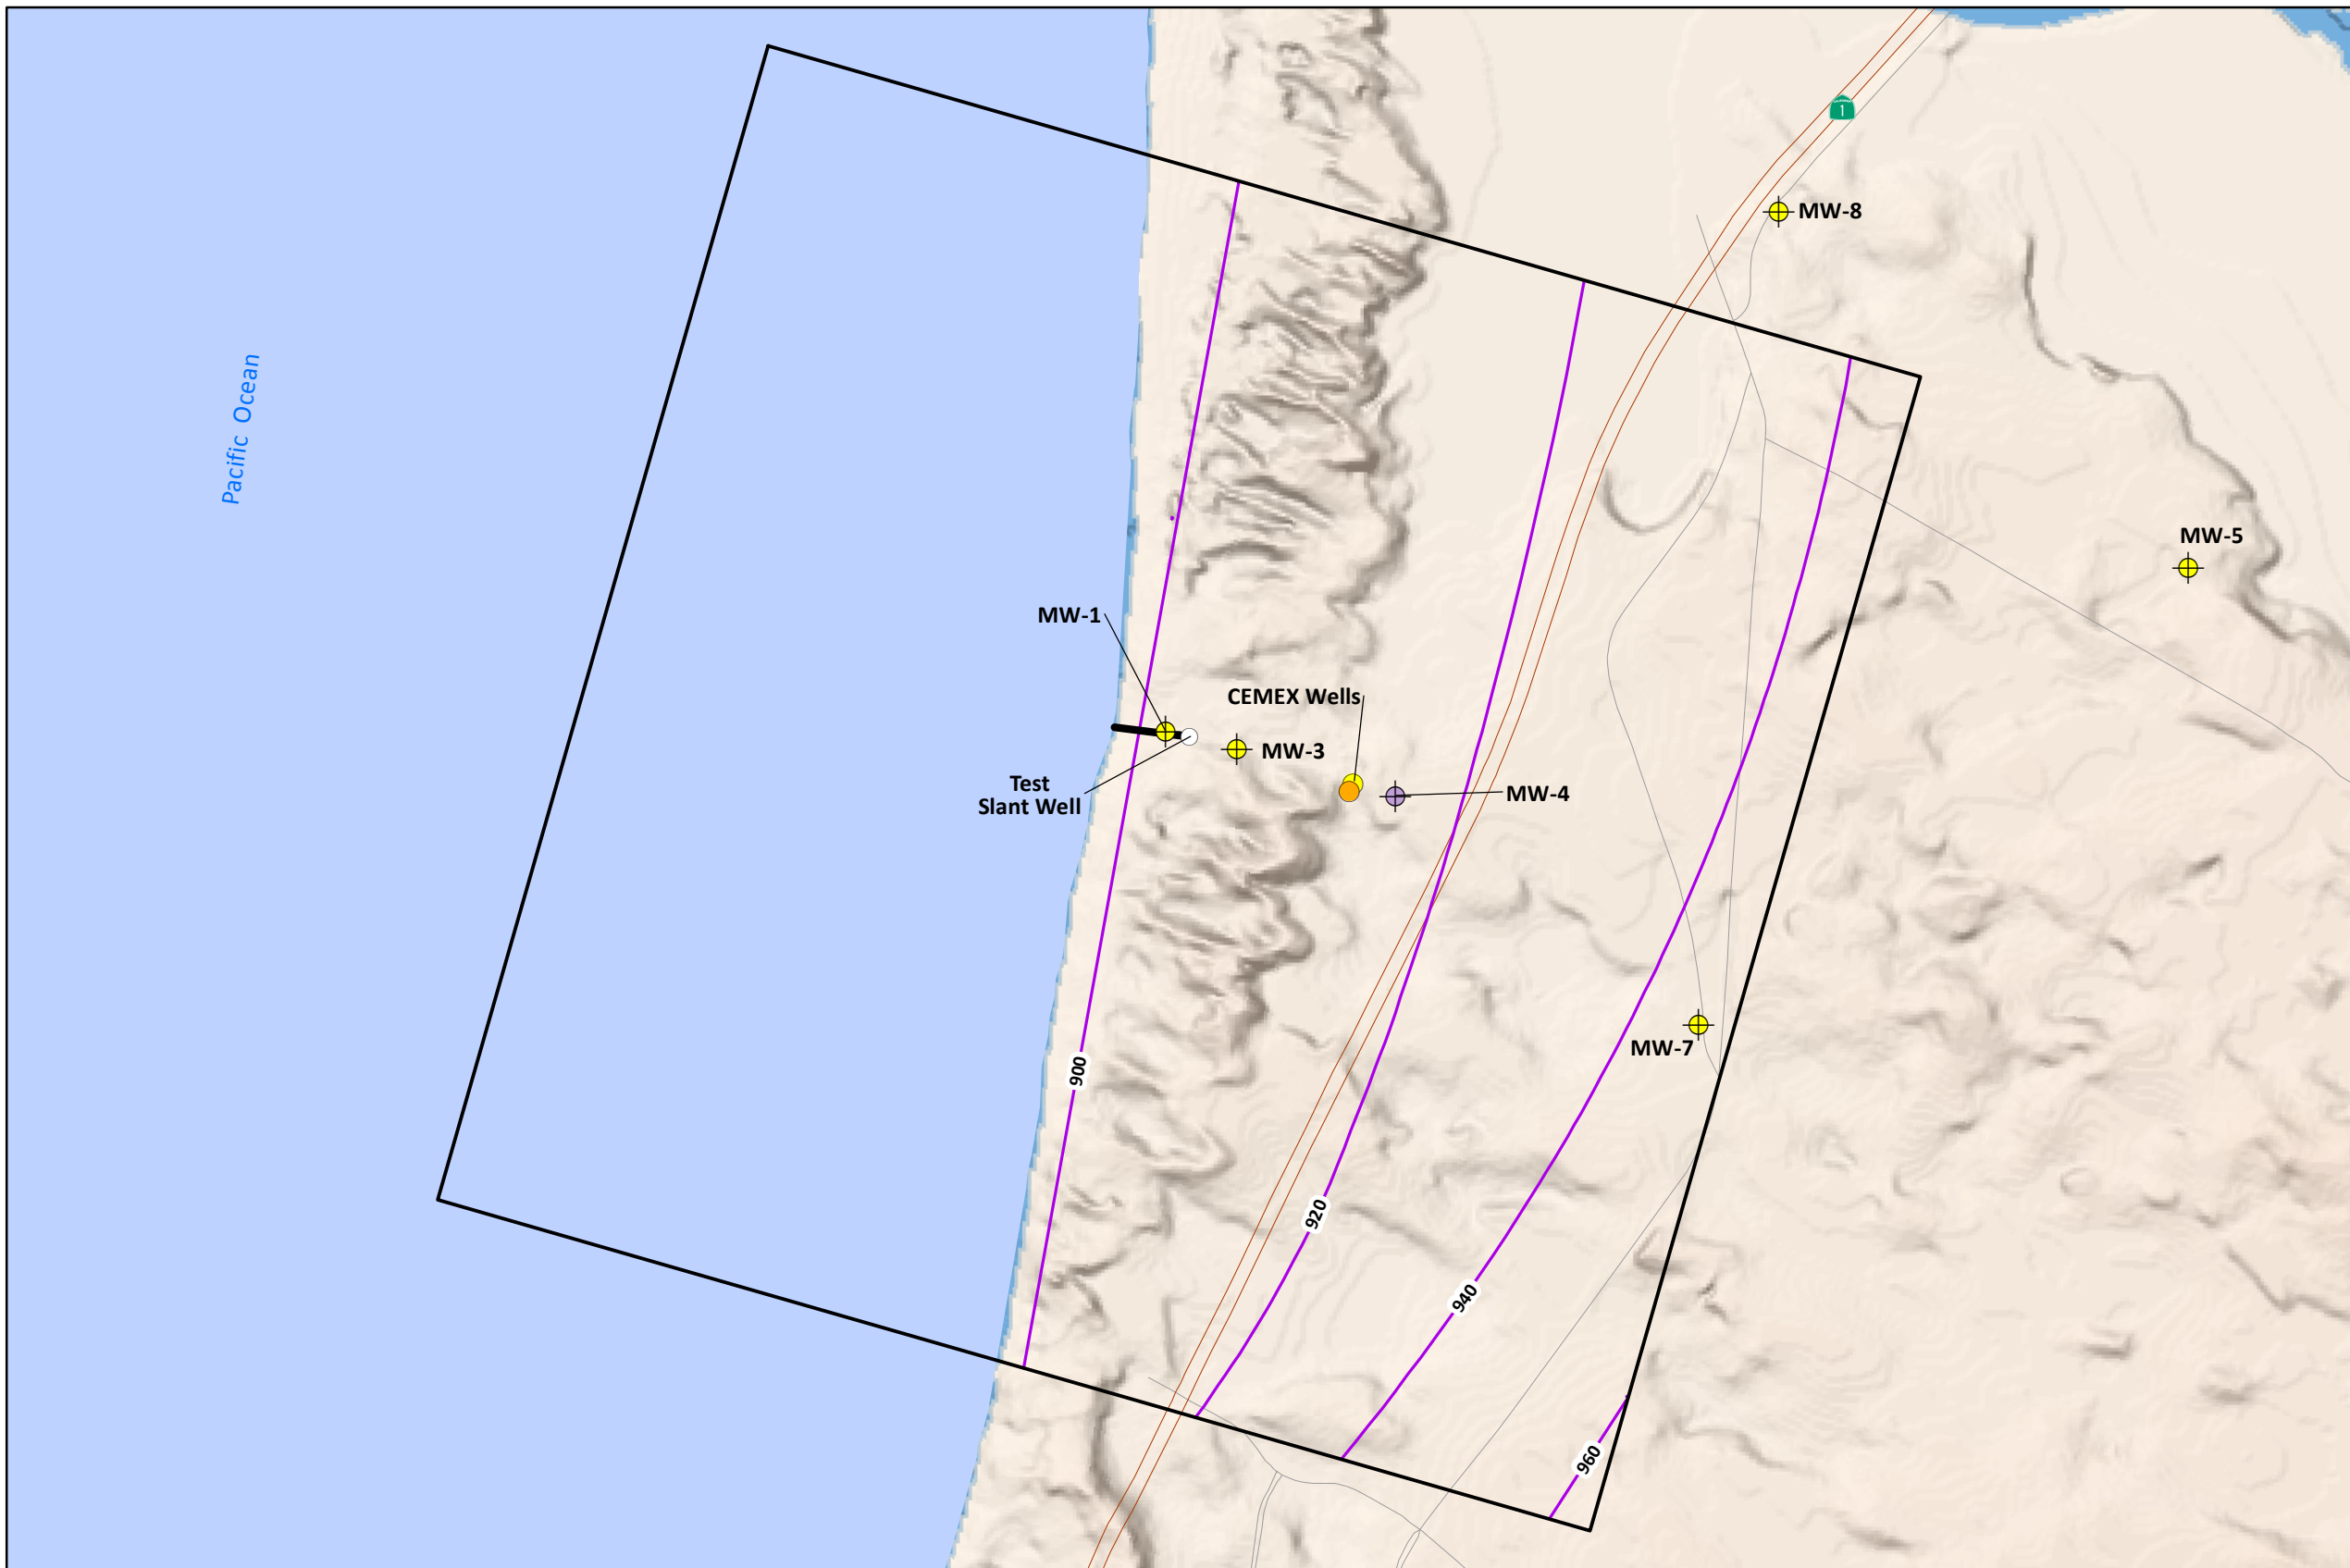 1
MW-8
Pacific Ocean
MW-5
MW-1
CEMEX Wells
MW-3
Test
Slant Well
MW-4
MW-7
900
920
940
960